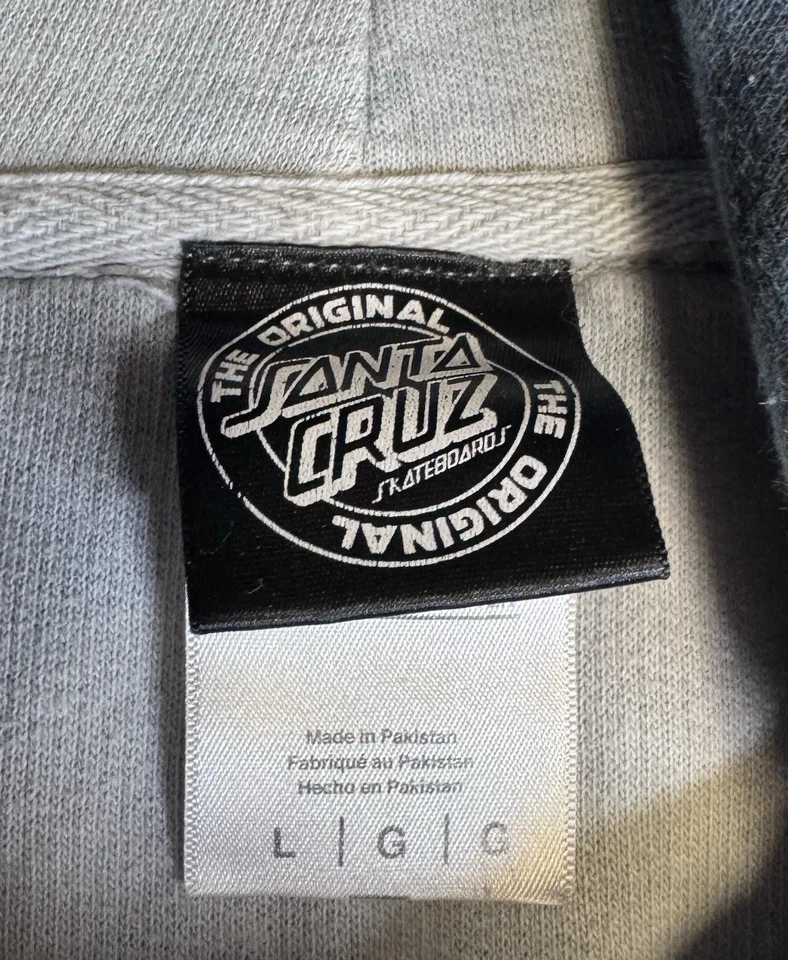 THE ORIGINAL
SANTA
CRUZ
SKATEBOARDS
THE ORIGINAL
Made in Pakistan
Fabriqué au Pakistan
Hecho en Pakistan
L | G | G